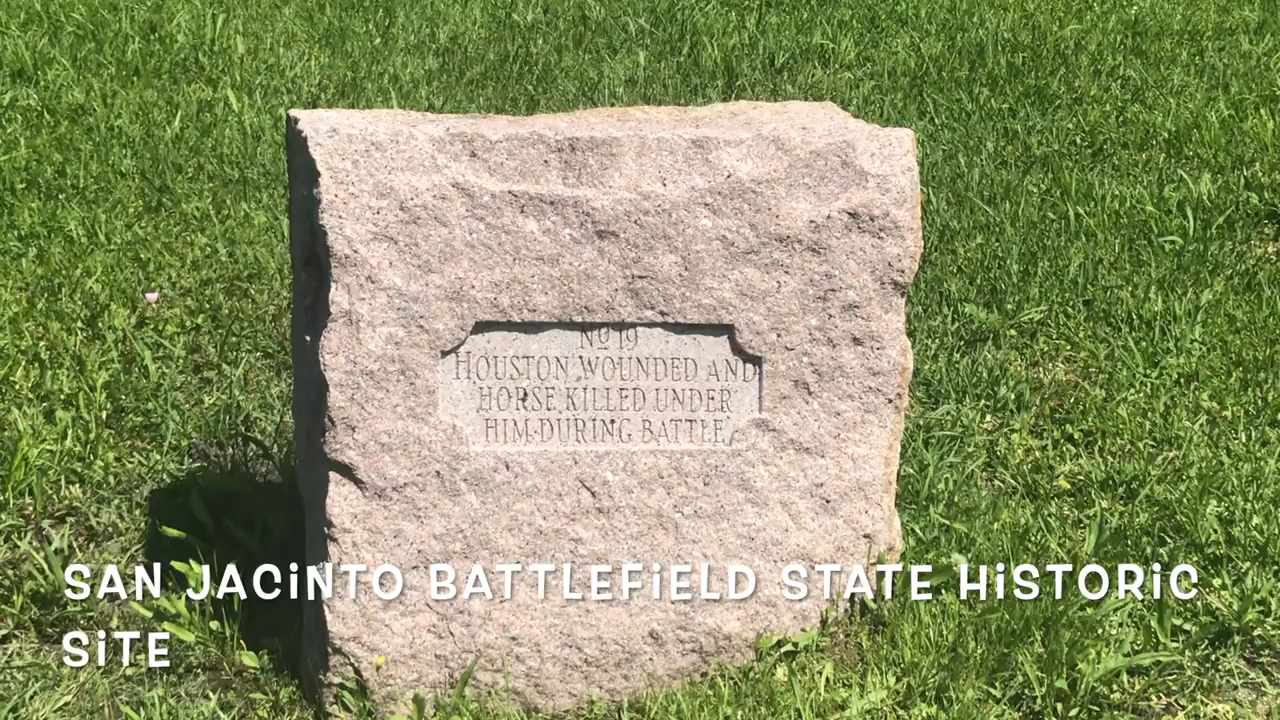 No 19
HOUSTON WOUNDED AND
HORSE KILLED UNDER
HIM DURING BATTLE
SAN JACiNTO BATTLEFiELD STATE HiSTORiC
SiTE